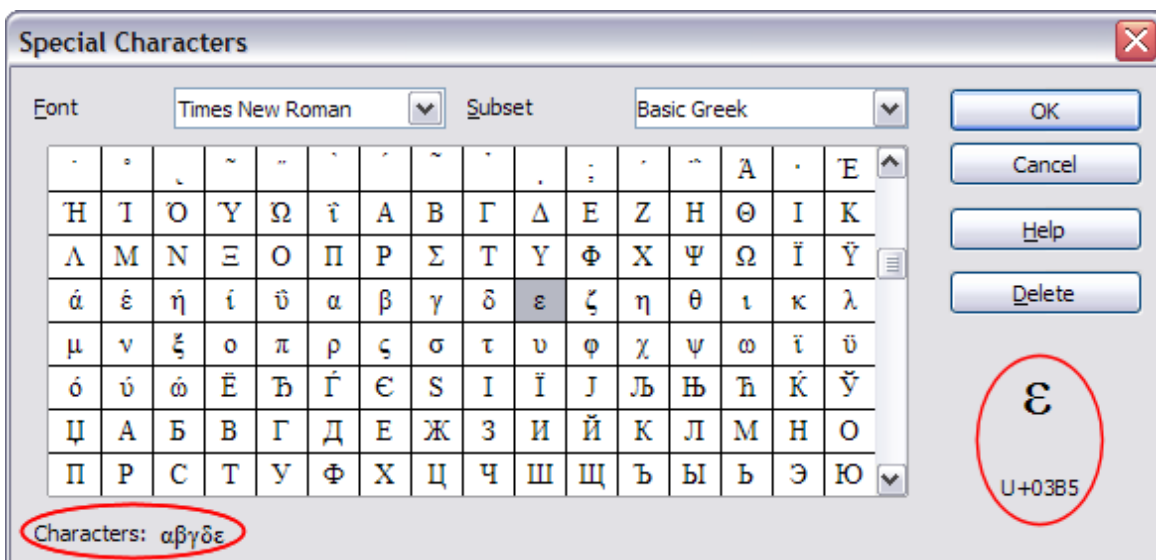 Special Characters
Font Times New Roman Subset Basic Greek OK
Cancel
Help
Delete
Ά · Έ
Ή Ί Ό Ύ Ώ ΐ Α Β Γ Δ Ε Ζ Η Θ Ι Κ
Λ Μ Ν Ξ Ο Π Ρ Σ Τ Υ Φ Χ Ψ Ω Ϊ Ϋ
ά έ ή ί ΰ α β γ δ ε ζ η θ ι κ λ
μ ν ξ ο π ρ ς σ τ υ φ χ ψ ω ϊ ϋ
ό ύ ώ Ё Ђ Ѓ Є Ѕ І Ї Ј Љ Њ Ћ Ќ Ў
Џ А Б В Г Д Е Ж З И Й К Л М Н О
П Р С Т У Ф Х Ц Ч Ш Щ Ъ Ы Ь Э Ю
ε
U+03B5
Characters: αβγδε